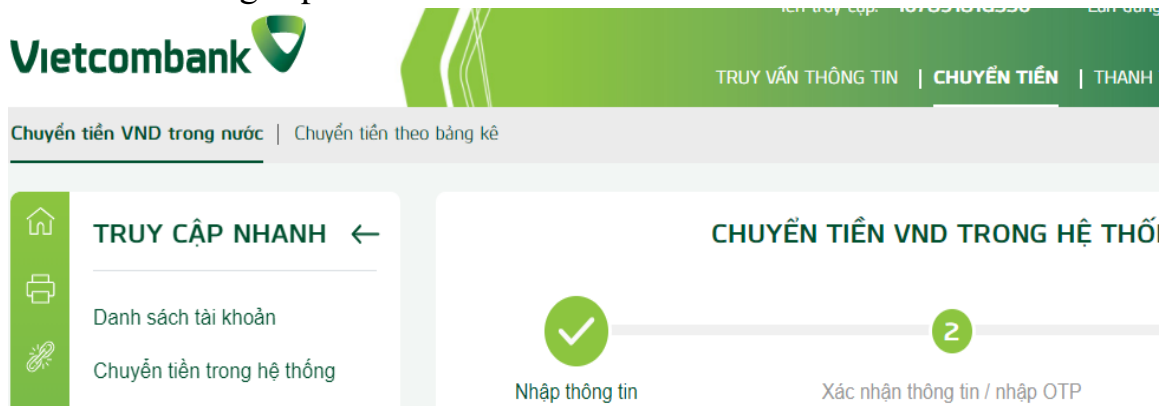 Vietcombank
TRUY VẤN THÔNG TIN | CHUYỂN TIỀN | THANH
Chuyển tiền VND trong nước | Chuyển tiền theo bảng kê
TRUY CẬP NHANH ←
CHUYỂN TIỀN VND TRONG HỆ
Danh sách tài khoản
2
Chuyển tiền trong hệ thống
Nhập thông tin
Xác nhận thông tin / nhập OTP